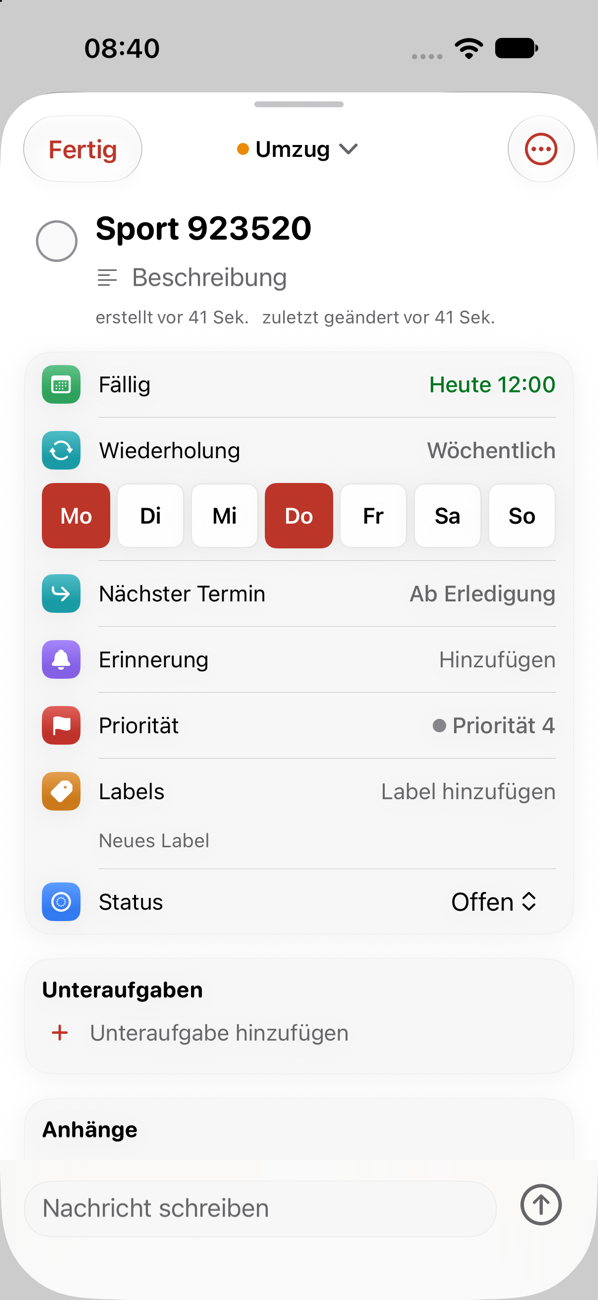 08:40
Fertig
Umzug
Sport 923520
Beschreibung
erstellt vor 41 Sek. zuletzt geändert vor 41 Sek.
Fällig Heute 12:00
Wiederholung Wöchentlich
Mo Di Mi Do Fr Sa So
Nächster Termin Ab Erledigung
Erinnerung Hinzufügen
Priorität Priorität 4
Labels Label hinzufügen
Neues Label
Status Offen
Unteraufgaben
+ Unteraufgabe hinzufügen
Anhänge
Nachricht schreiben